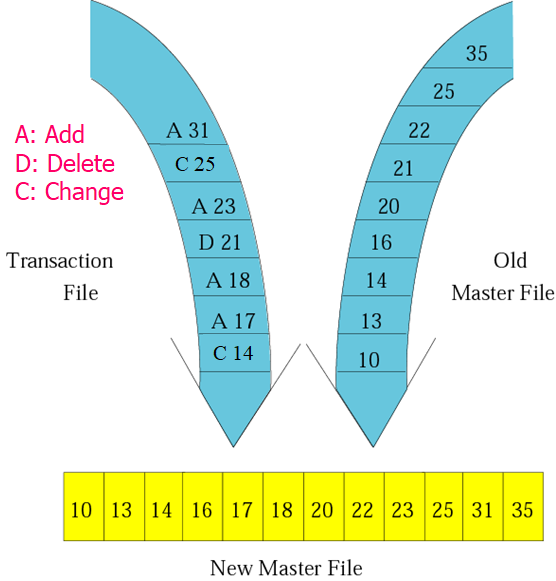 A: Add
D: Delete
C: Change
Transaction
File
A 31
C 25
A 23
D 21
A 18
A 17
C 14
35
25
22
21
20
16
14
13
10
Old
Master File
10 13 14 16 17 18 20 22 23 25 31 35
New Master File